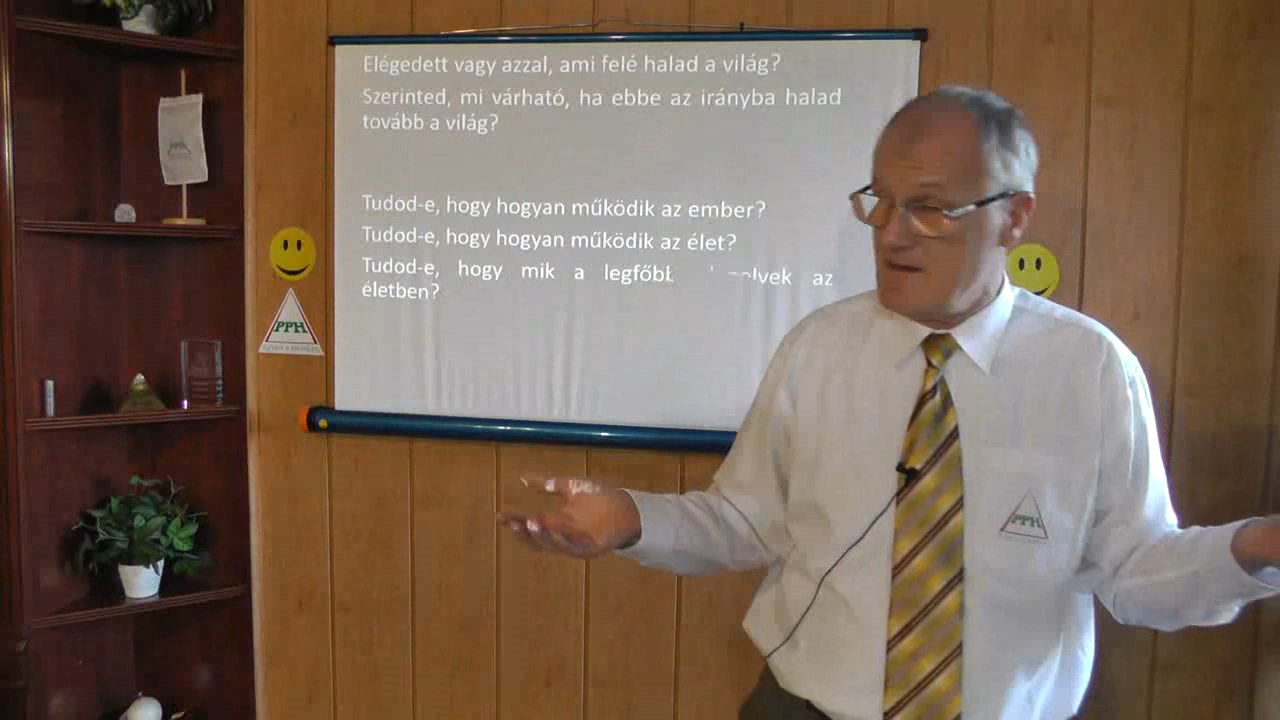 Elégedett vagy azzal, ami felé halad a világ?
Szerinted, mi várható, ha ebbe az irányba halad
tovább a világ?
Tudod-e, hogy hogyan működik az ember?
Tudod-e, hogy hogyan működik az élet?
Tudod-e, hogy mik a legfőbb az
életben?
PPH
PPH
PPH